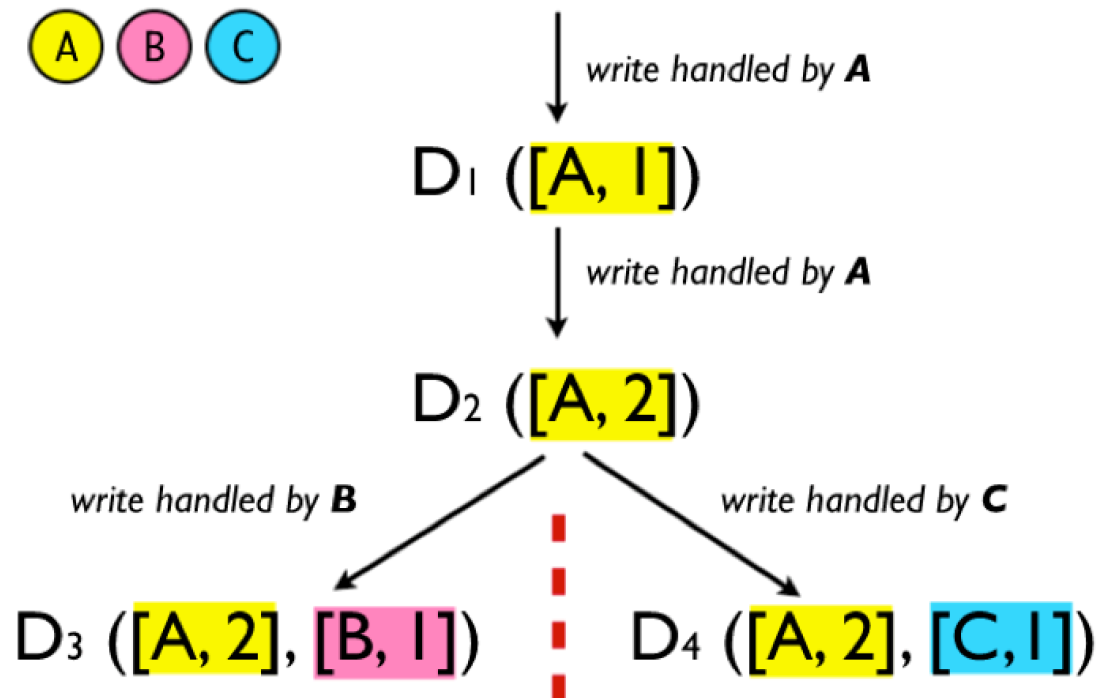 A B C
write handled by A
D1 ([A, 1])
write handled by A
D2 ([A, 2])
write handled by B
write handled by C
D3 ([A, 2], [B, 1])
D4 ([A, 2], [C,1])